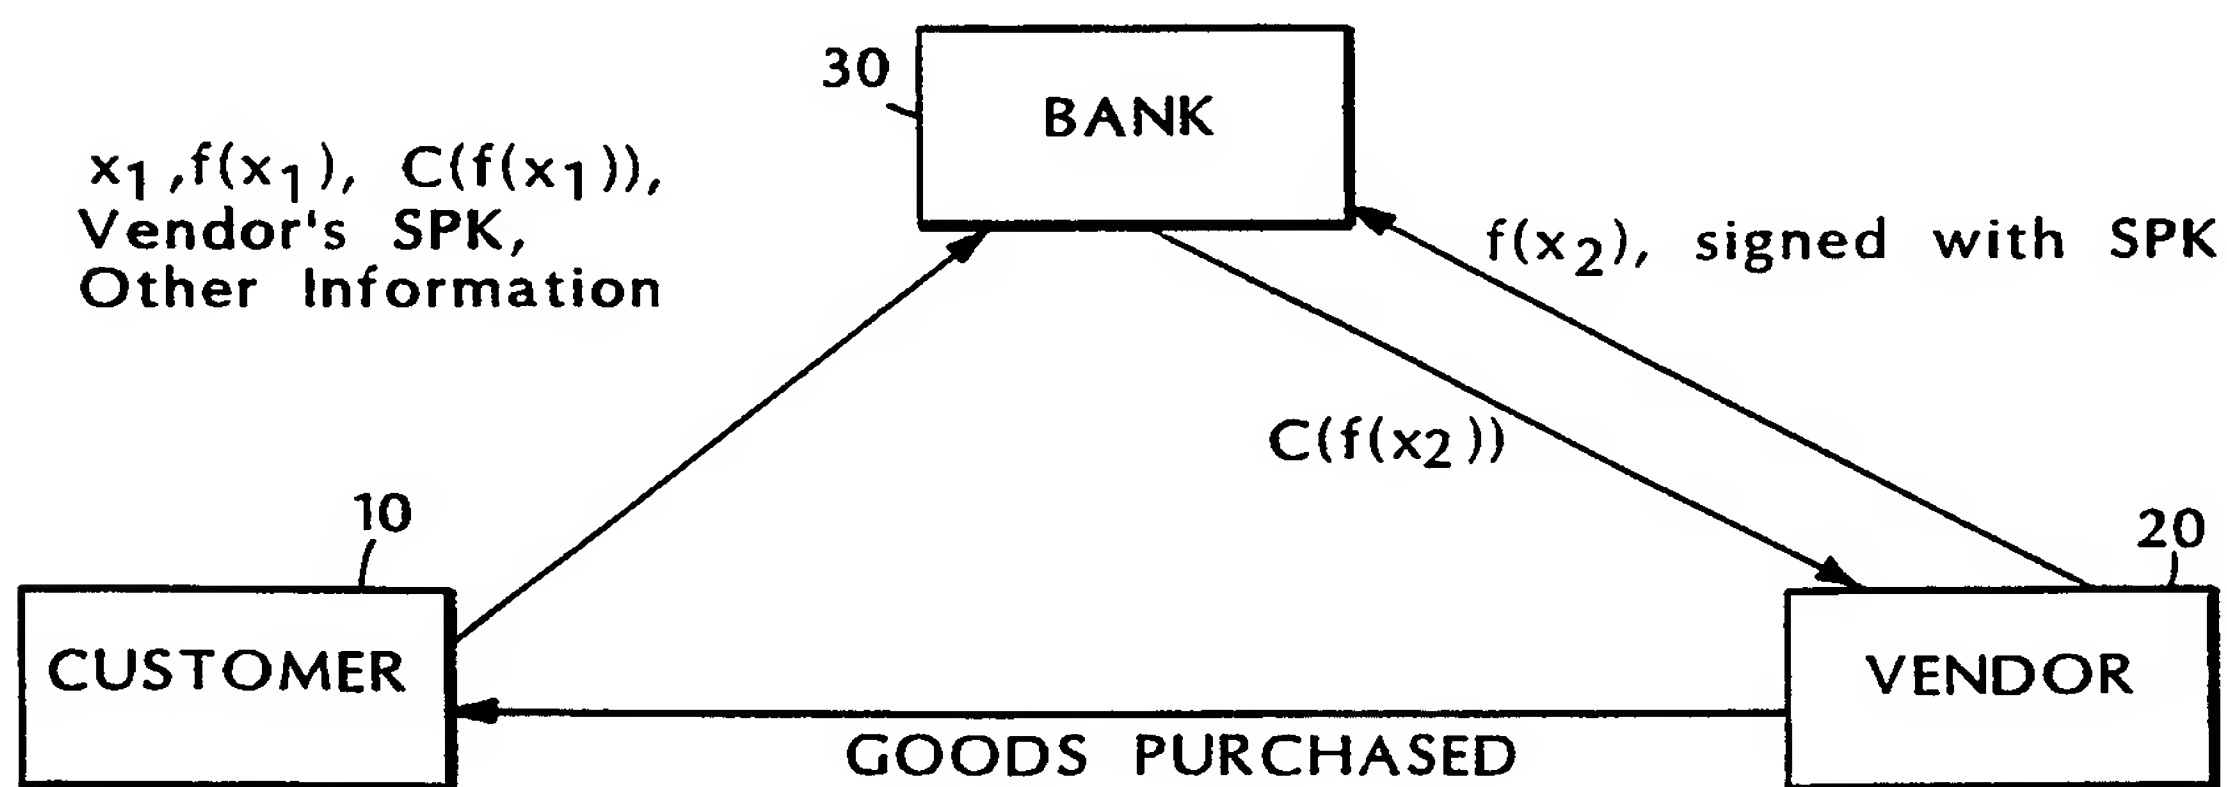 30
BANK
x₁,f(x₁), C(f(x₁)),
Vendor's SPK,
Other Information
f(x₂), signed with SPK
C(f(x₂))
10
20
CUSTOMER
VENDOR
GOODS PURCHASED